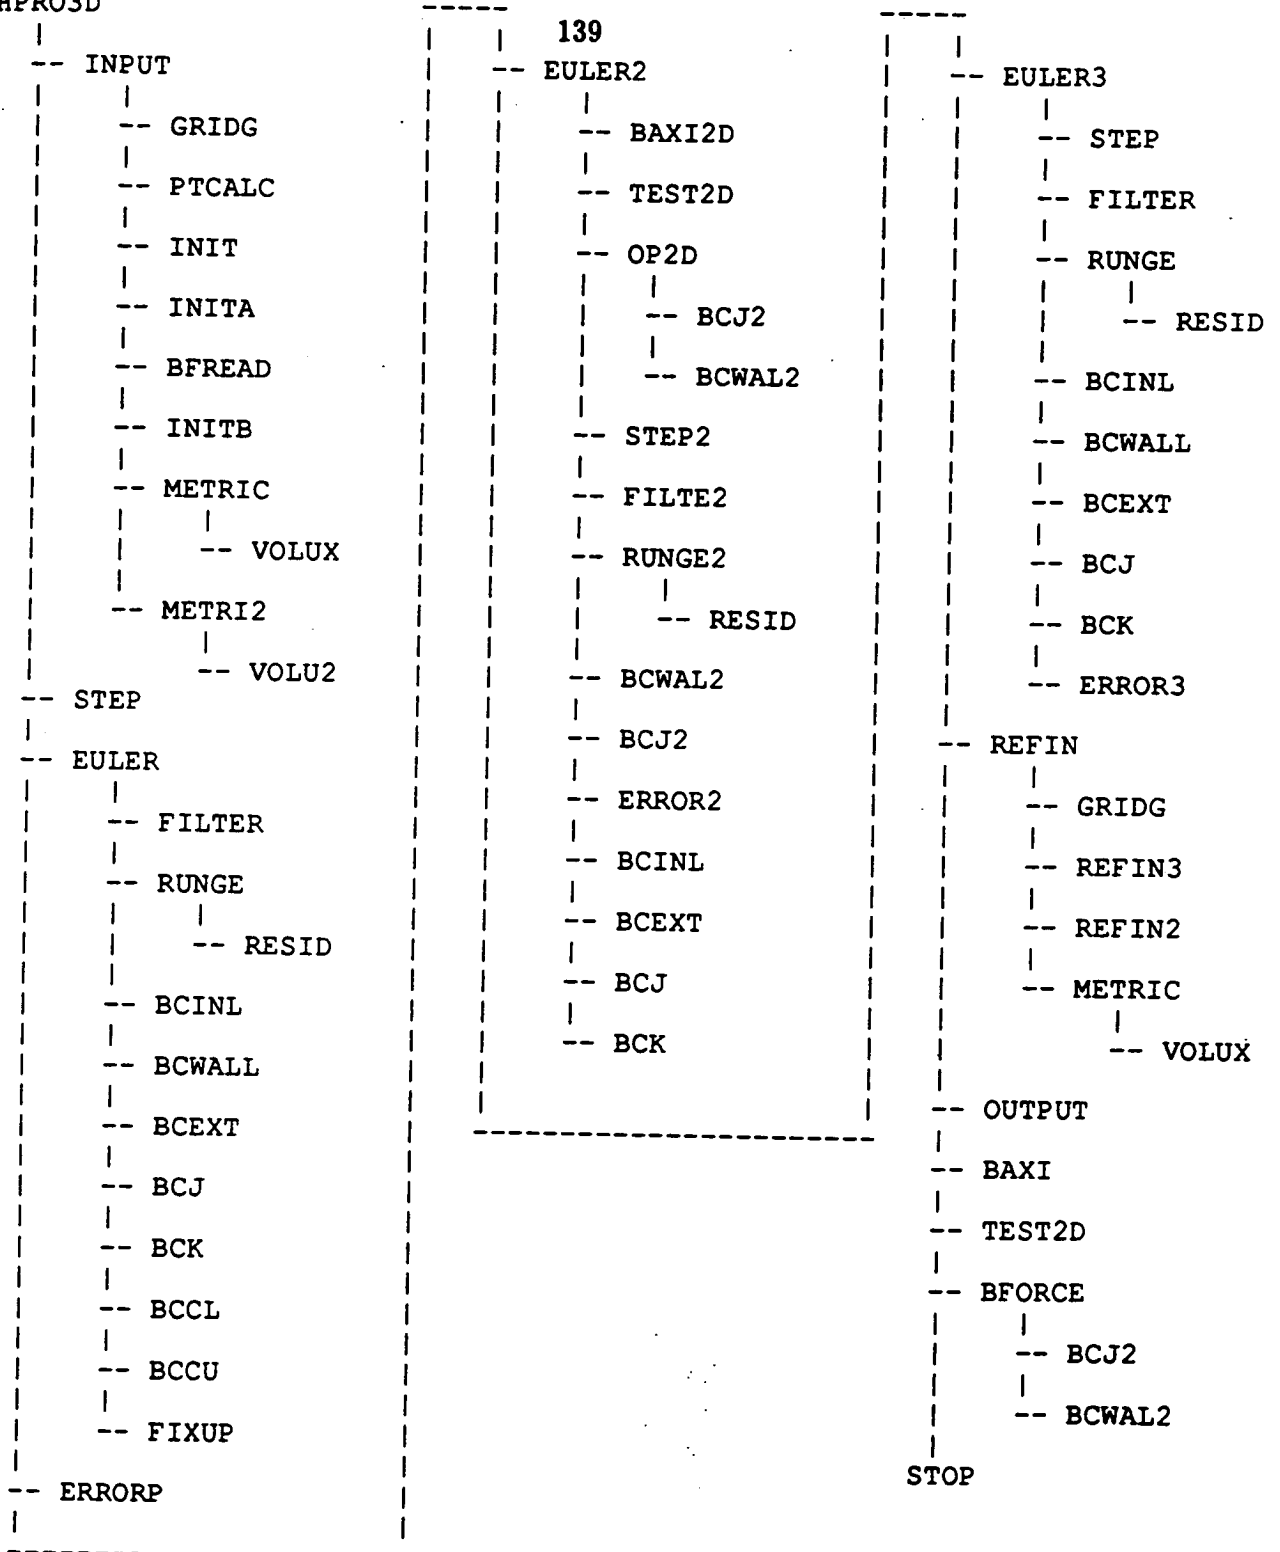 HPRO3D
-- INPUT
-- GRIDG
-- PTCALC
-- INIT
-- INITA
-- BFREAD
-- INITB
-- METRIC
-- VOLUX
-- METRI2
-- VOLU2
-- STEP
-- EULER
-- FILTER
-- RUNGE
-- RESID
-- BCINL
-- BCWALL
-- BCEXT
-- BCJ
-- BCK
-- BCCL
-- BCCU
-- FIXUP
-- ERRORP
139
-- EULER2
-- BAXI2D
-- TEST2D
-- OP2D
-- BCJ2
-- BCWAL2
-- STEP2
-- FILTE2
-- RUNGE2
-- RESID
-- BCWAL2
-- BCJ2
-- ERROR2
-- BCINL
-- BCEXT
-- BCJ
-- BCK
-- EULER3
-- STEP
-- FILTER
-- RUNGE
-- RESID
-- BCINL
-- BCWALL
-- BCEXT
-- BCJ
-- BCK
-- ERROR3
-- REFIN
-- GRIDG
-- REFIN3
-- REFIN2
-- METRIC
-- VOLUX
-- OUTPUT
-- BAXI
-- TEST2D
-- BFORCE
-- BCJ2
-- BCWAL2
STOP